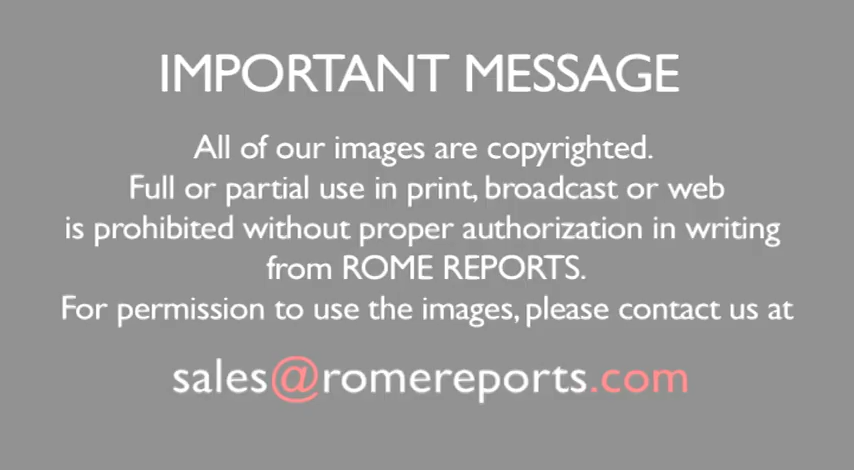 IMPORTANT MESSAGE
All of our images are copyrighted.
Full or partial use in print, broadcast or web
is prohibited without proper authorization in writing
from ROME REPORTS.
For permission to use the images, please contact us at
sales@romereports.com